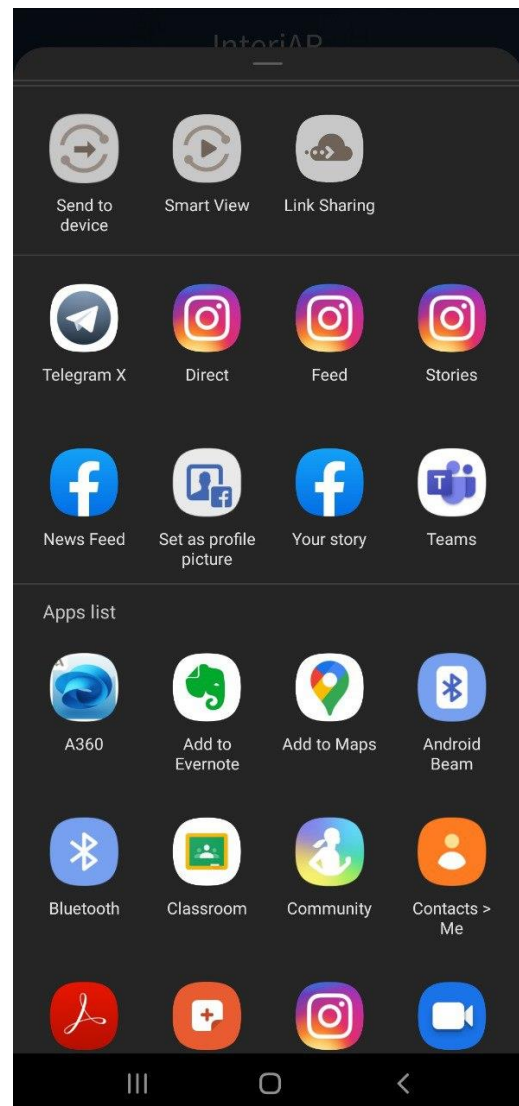 InteriAR
Send to
device
Smart View
Link Sharing
Telegram X
Direct
Feed
Stories
News Feed
Set as profile
picture
Your story
Teams
Apps list
A360
Add to
Evernote
Add to Maps
Android
Beam
Bluetooth
Classroom
Community
Contacts >
Me